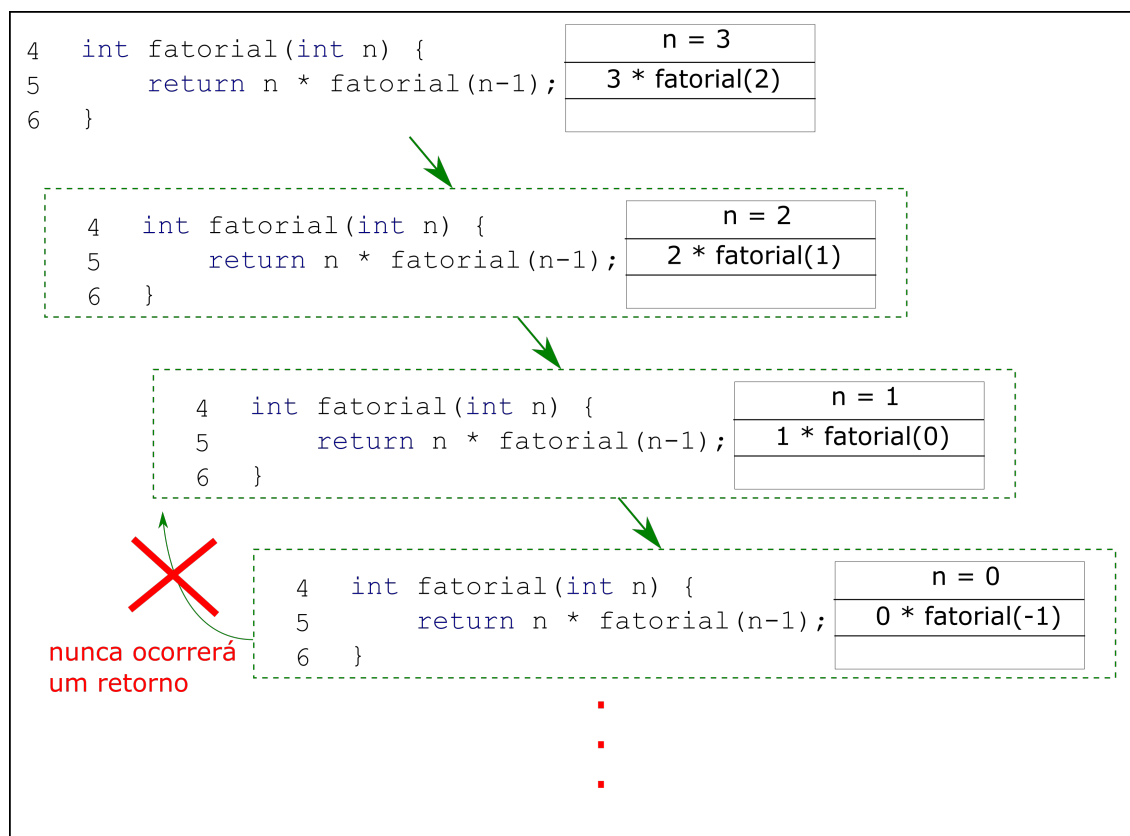 4 int fatorial(int n) {
n = 3
5 return n * fatorial(n-1);
3 * fatorial(2)
6 }
4 int fatorial(int n) {
n = 2
5 return n * fatorial(n-1);
2 * fatorial(1)
6 }
4 int fatorial(int n) {
n = 1
5 return n * fatorial(n-1);
1 * fatorial(0)
6 }
4 int fatorial(int n) {
n = 0
5 return n * fatorial(n-1);
0 * fatorial(-1)
6 }
nunca ocorrerá
um retorno
.
.
.